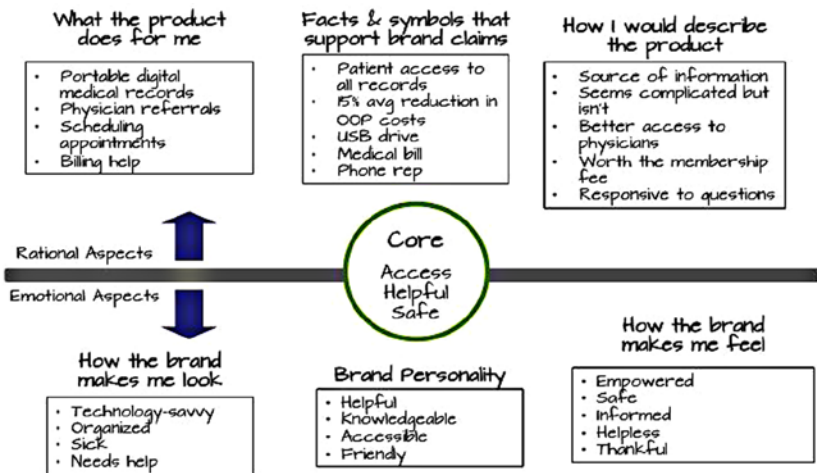 What the product
does for me
• Portable digital
medical records
• Physician referrals
• Scheduling
appointments
• Billing help
Facts & symbols that
support brand claims
• Patient access to
all records
• 15% avg reduction in
OOP costs
• USB drive
• Medical bill
• Phone rep
How I would describe
the product
• Source of information
• Seems complicated but
isn't
• Better access to
physicians
• Worth the membership
fee
• Responsive to questions
Rational Aspects
Emotional Aspects
Core
Access
Helpful
Safe
How the brand
makes me look
• Technology-savvy
• Organized
• Sick
• Needs help
Brand Personality
• Helpful
• Knowledgeable
• Accessible
• Friendly
How the brand
makes me feel
• Empowered
• Safe
• Informed
• Helpless
• Thankful